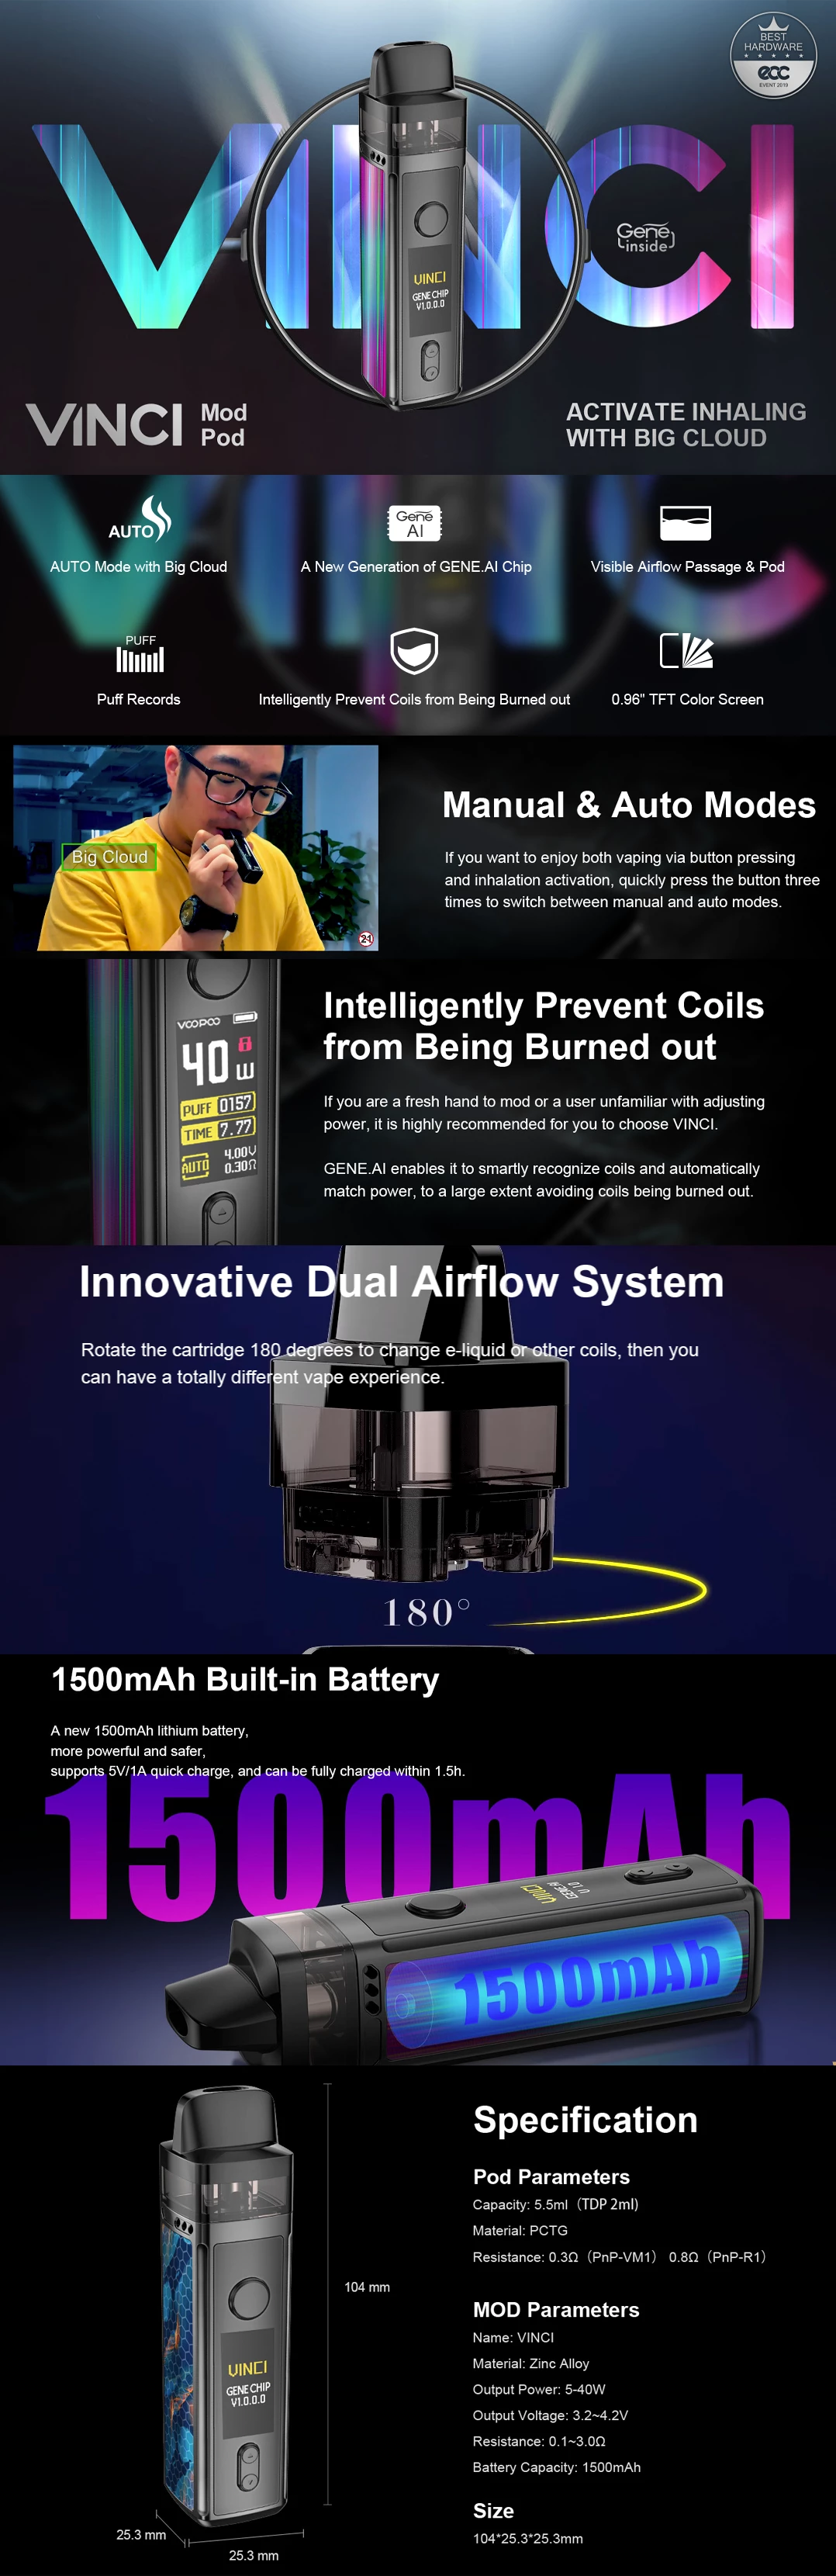 BEST
HARDWARE
ecc
EVENT 2019
VINCI
Gene
inside
VINCI
GENE CHIP
V1.0.0.0
VINCI Mod
Pod
ACTIVATE INHALING
WITH BIG CLOUD
AUTO
Gene
AI
AUTO Mode with Big Cloud
A New Generation of GENE.AI Chip
Visible Airflow Passage & Pod
PUFF
Puff Records
Intelligently Prevent Coils from Being Burned out
0.96" TFT Color Screen
Big Cloud
21
Manual & Auto Modes
If you want to enjoy both vaping via button pressing
and inhalation activation, quickly press the button three
times to switch between manual and auto modes.
VOOPOO
40 W
PUFF 0157
TIME 7.77
AUTO
4.00V
0.30Ω
Intelligently Prevent Coils
from Being Burned out
If you are a fresh hand to mod or a user unfamiliar with adjusting
power, it is highly recommended for you to choose VINCI.
GENE.AI enables it to smartly recognize coils and automatically
match power, to a large extent avoiding coils being burned out.
Innovative Dual Airflow System
Rotate the cartridge 180 degrees to change e-liquid or other coils, then you
can have a totally different vape experience.
180°
1500mAh Built-in Battery
A new 1500mAh lithium battery,
more powerful and safer,
supports 5V/1A quick charge, and can be fully charged within 1.5h.
1500mAh
VINCI
GENE.AI
V1.0
1500mAh
VINCI
GENE CHIP
V1.0.0.0
104 mm
25.3 mm
25.3 mm
Specification
Pod Parameters
Capacity: 5.5ml（TDP 2ml)
Material: PCTG
Resistance: 0.3Ω（PnP-VM1） 0.8Ω（PnP-R1）
MOD Parameters
Name: VINCI
Material: Zinc Alloy
Output Power: 5-40W
Output Voltage: 3.2~4.2V
Resistance: 0.1~3.0Ω
Battery Capacity: 1500mAh
Size
104*25.3*25.3mm